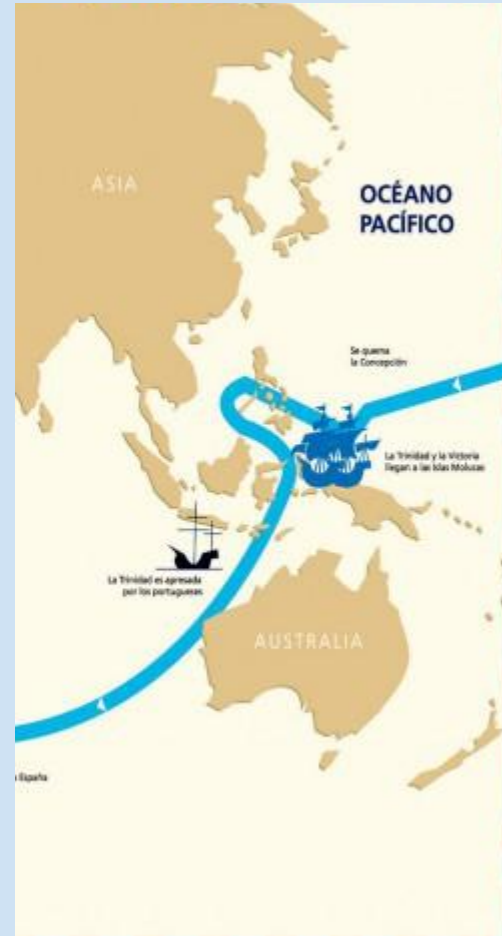 ASIA
OCÉANO
PACÍFICO
Se quema
la Concepción
La Trinidad y la Victoria
llegan a las Islas Molucas
La Trinidad es apresada
por los portugueses
AUSTRALIA
España